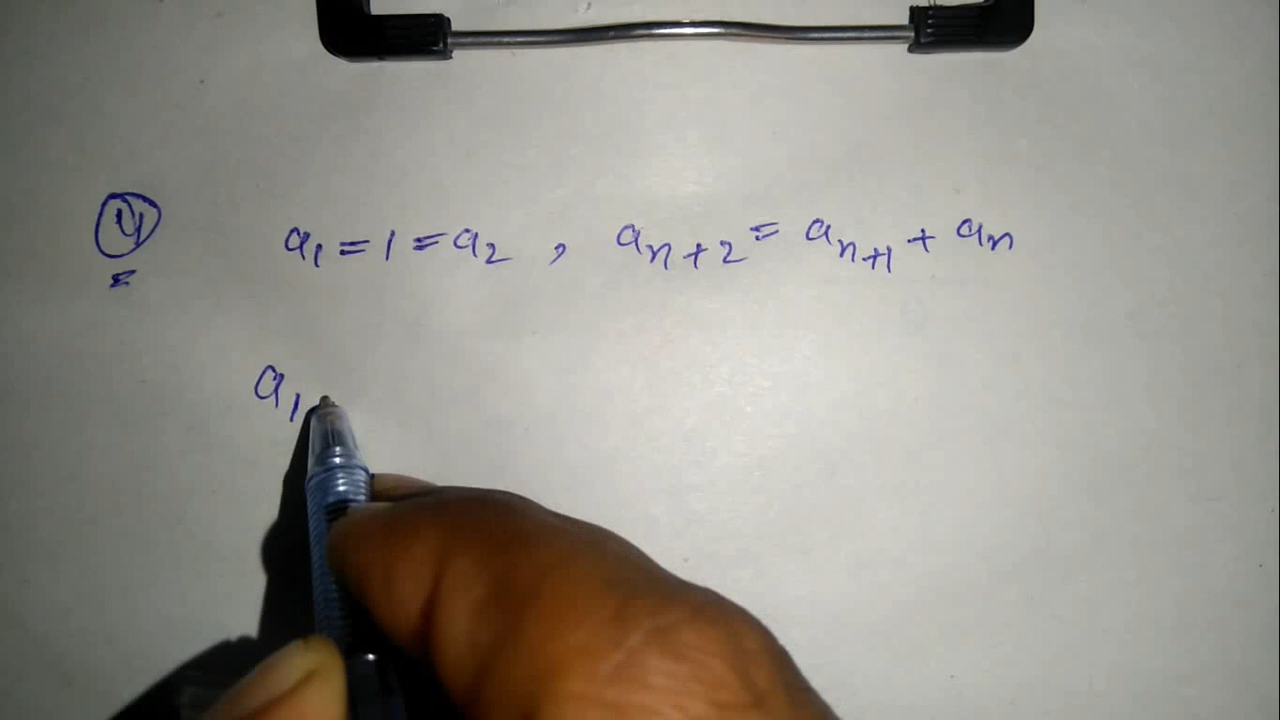 4 a₁ = 1 = a₂ , aₙ₊₂ = aₙ₊₁ + aₙ
a₁